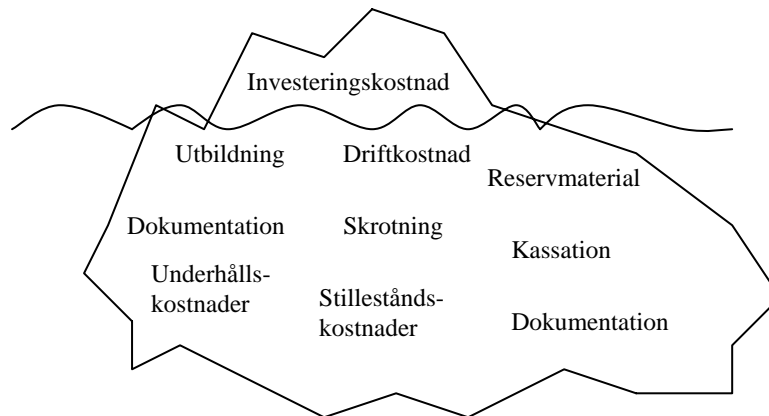 Investeringskostnad
Utbildning
Driftkostnad
Reservmaterial
Dokumentation
Skrotning
Kassation
Underhålls-
kostnader
Stillestånds-
kostnader
Dokumentation